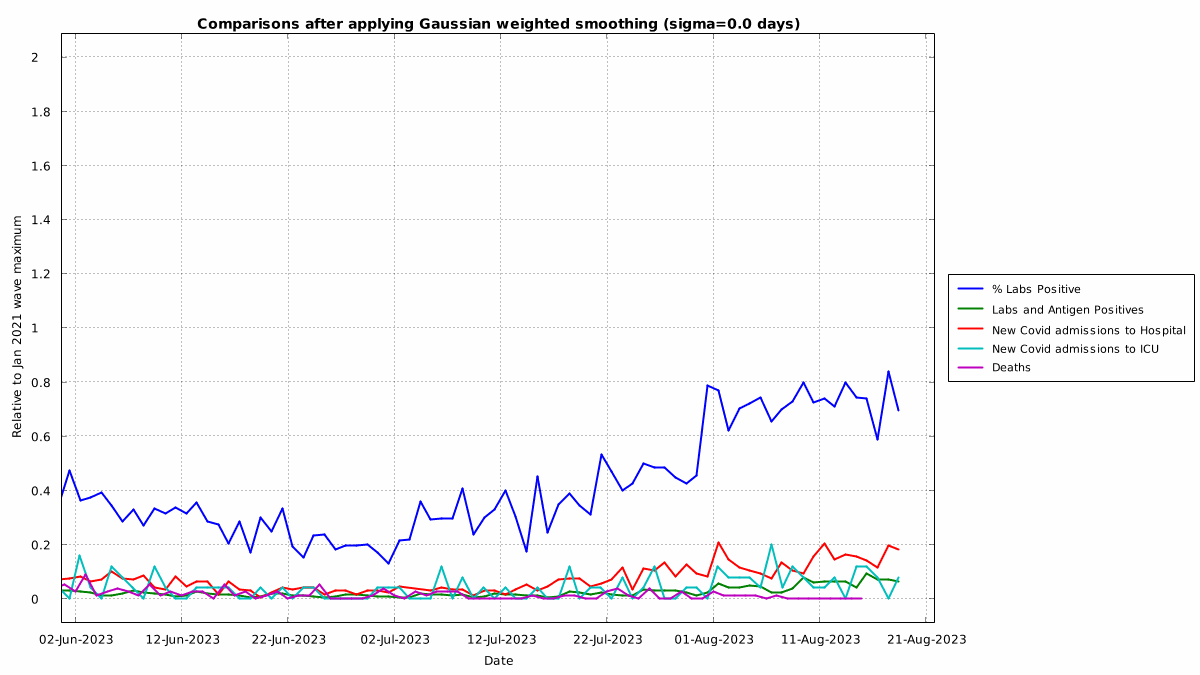 Comparisons after applying Gaussian weighted smoothing (sigma=0.0 days)
2
1.8
1.6
1.4
1.2
1
0.8
0.6
0.4
0.2
0
Relative to Jan 2021 wave maximum
02-Jun-2023 12-Jun-2023 22-Jun-2023 02-Jul-2023 12-Jul-2023 22-Jul-2023 01-Aug-2023 11-Aug-2023 21-Aug-2023
Date
% Labs Positive
Labs and Antigen Positives
New Covid admissions to Hospital
New Covid admissions to ICU
Deaths